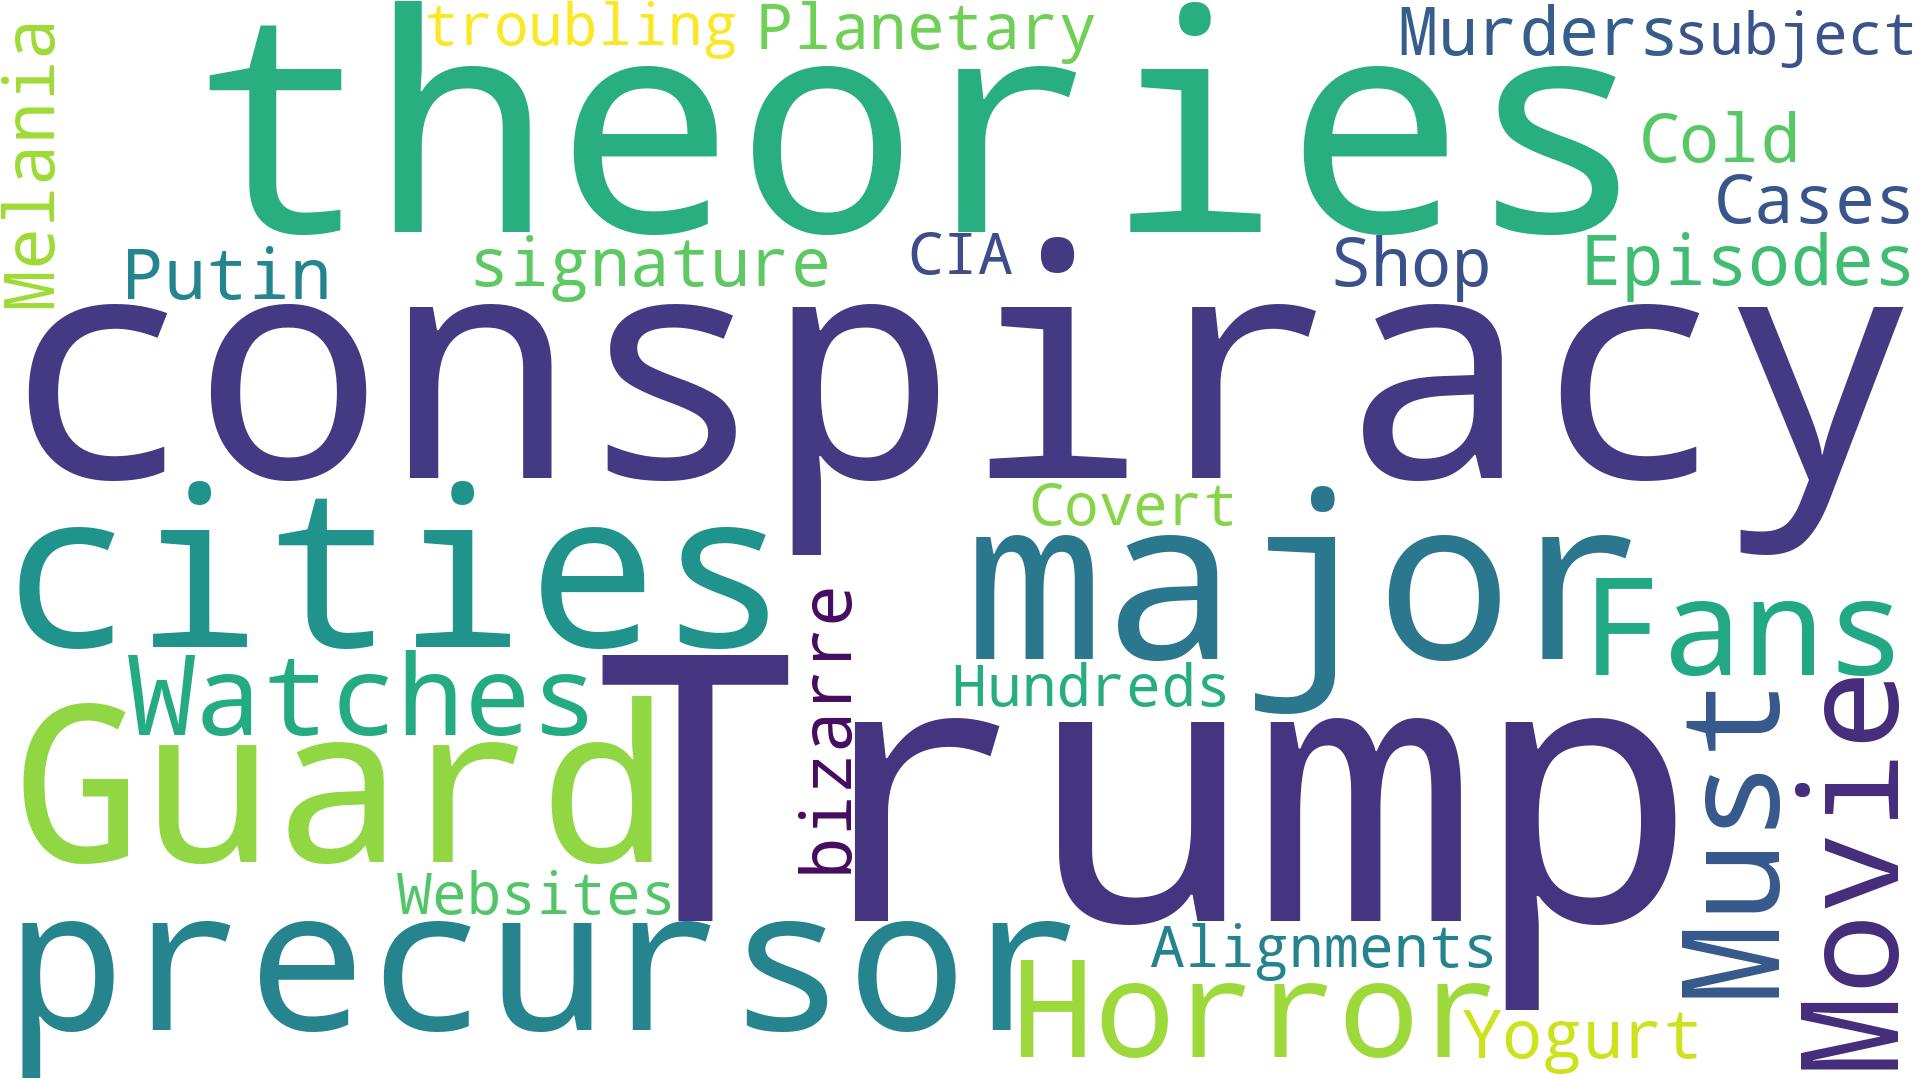 troubling
Planetary
Murders
subject
Melania
theories
Cold
Cases
Putin
signature
CIA
Shop
Episodes
conspiracy
cities
Covert
major
Fans
Watches
bizarre
Hundreds
Guard
Trump
Must
Movie
Websites
precursor
Alignments
Horror
Yogurt